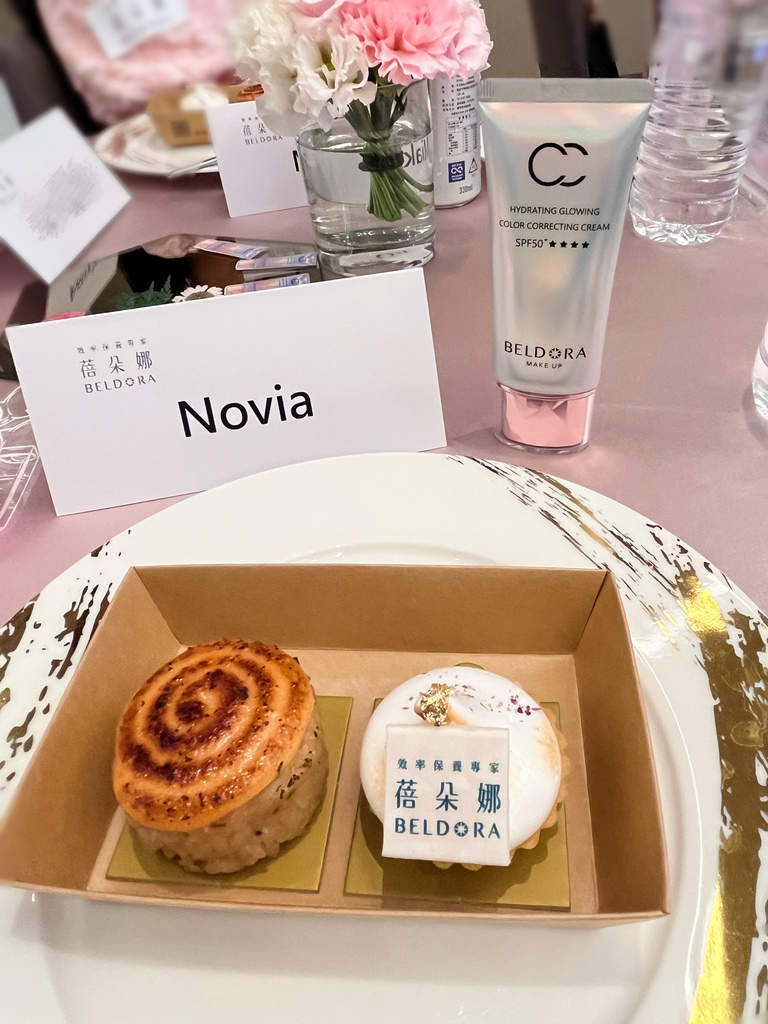 蓓朵
BELDORA
330ml
CC
HYDRATING GLOWING
COLOR CORRECTING CREAM
SPF50+★★★★
BELDORA
MAKE UP
效率保養專家
蓓朵娜
BELDORA
Novia
效率保養專家
蓓朵娜
BELDORA